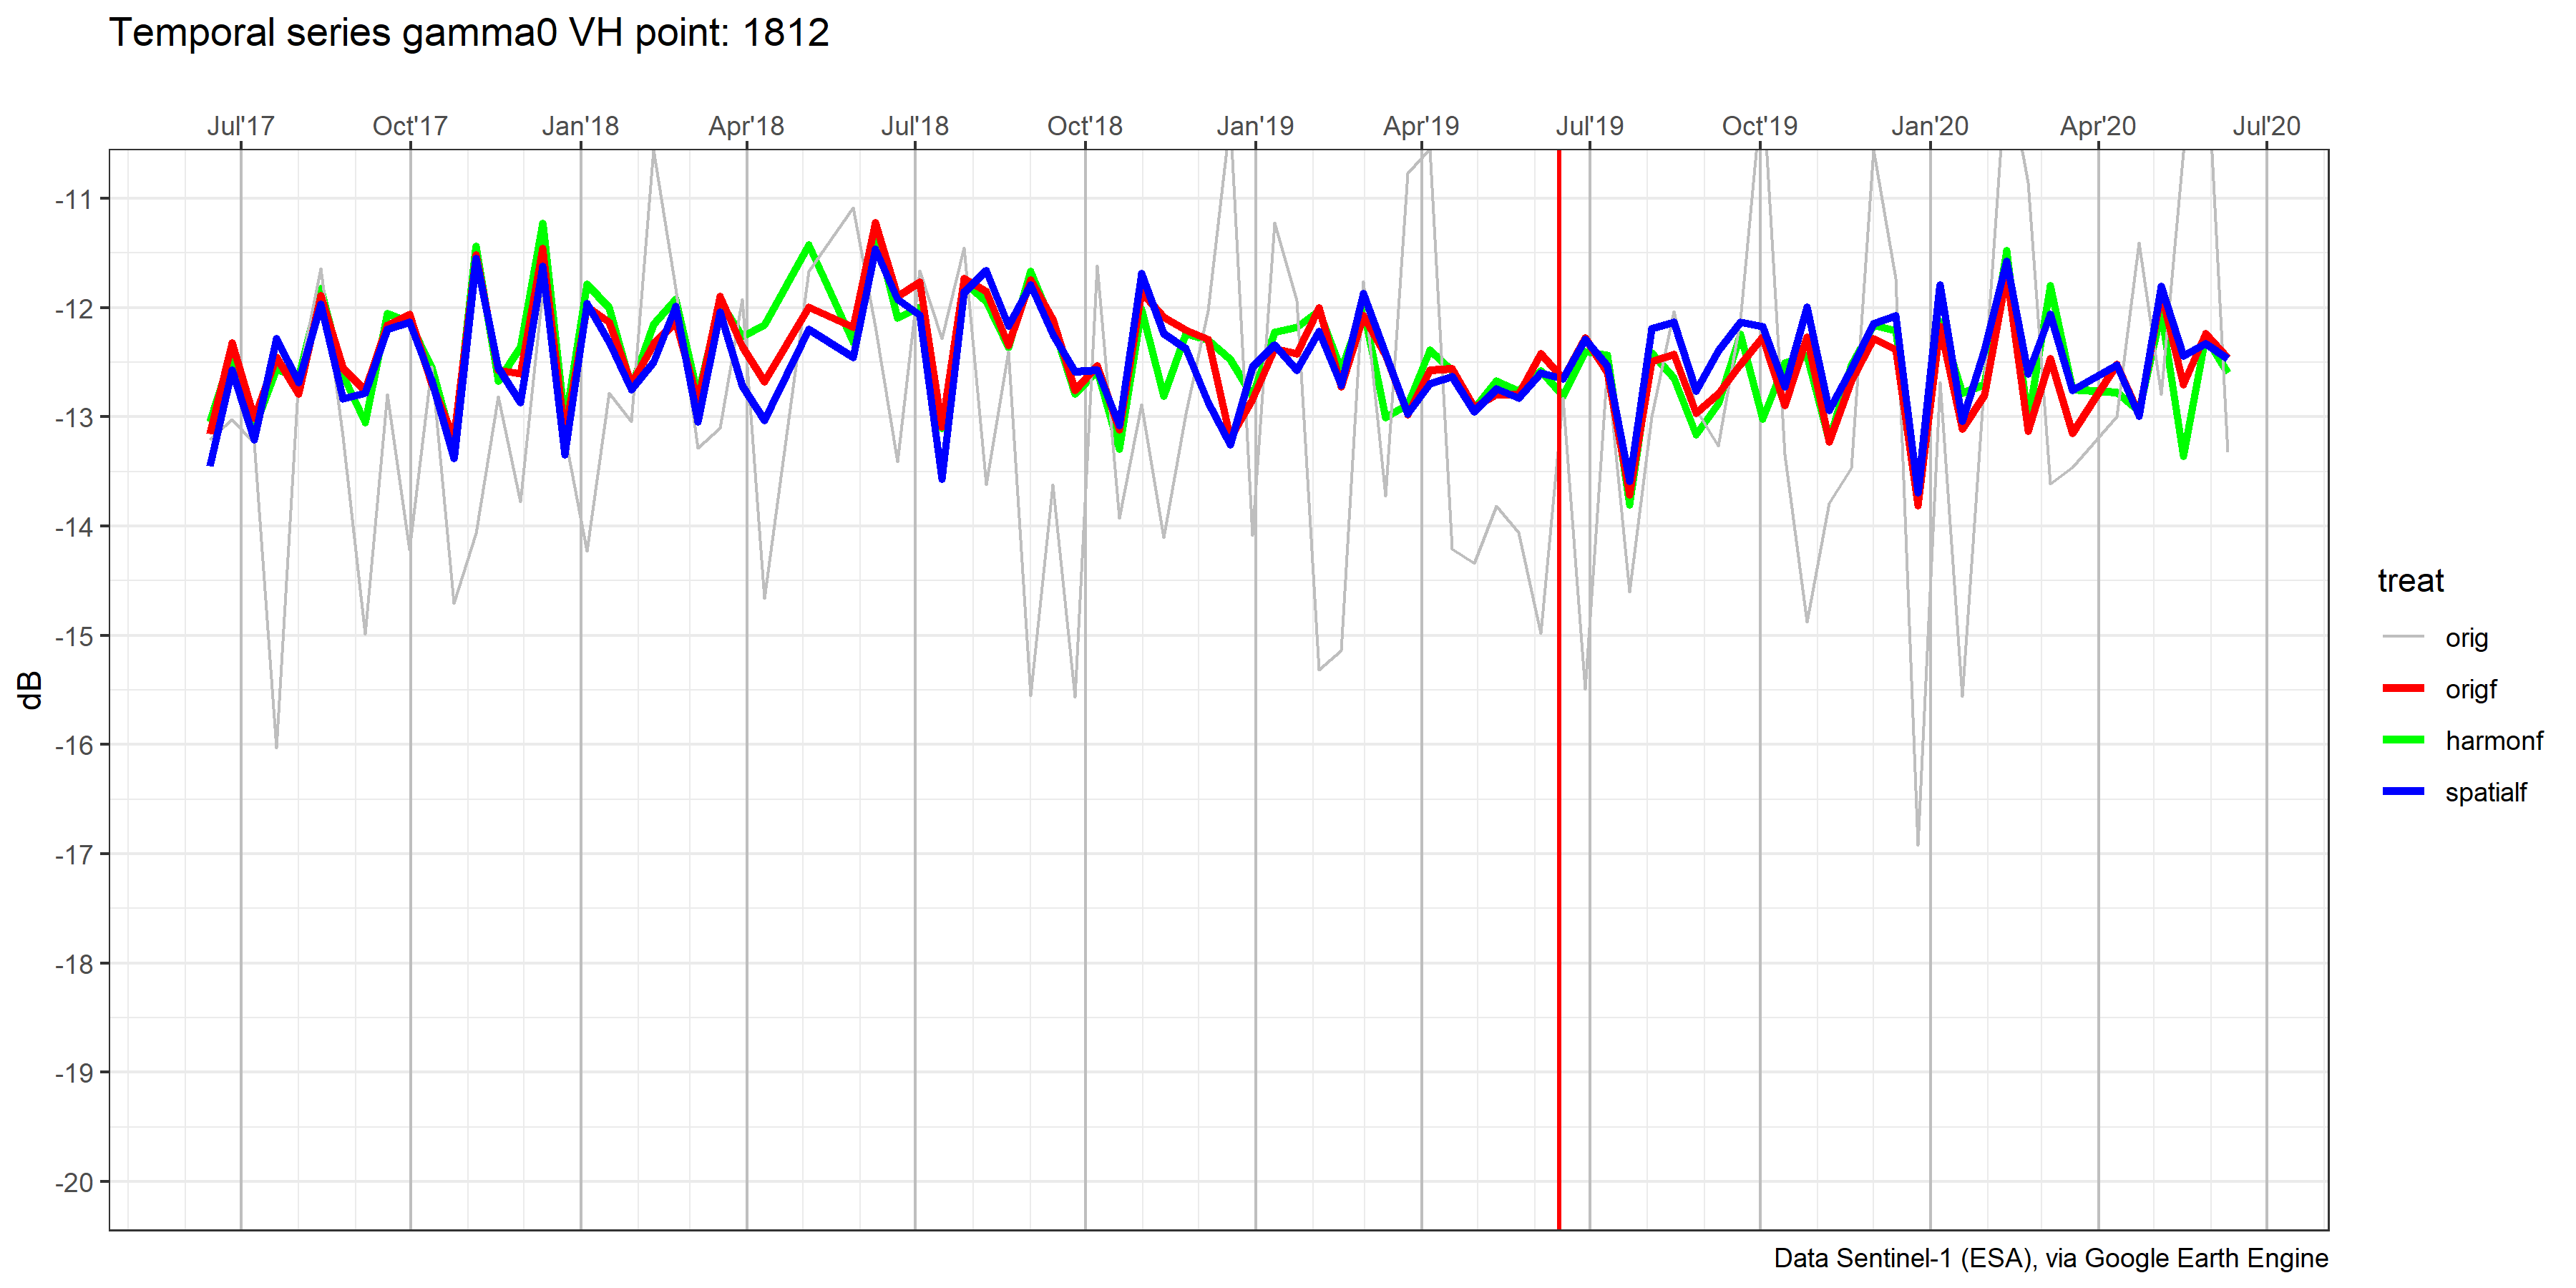 Temporal series gamma0 VH point: 1812
Jul'17 Oct'17 Jan'18 Apr'18 Jul'18 Oct'18 Jan'19 Apr'19 Jul'19 Oct'19 Jan'20 Apr'20 Jul'20
-11
-12
-13
-14
-15
-16
-17
-18
-19
-20
dB
treat
orig
origf
harmonf
spatialf
Data Sentinel-1 (ESA), via Google Earth Engine